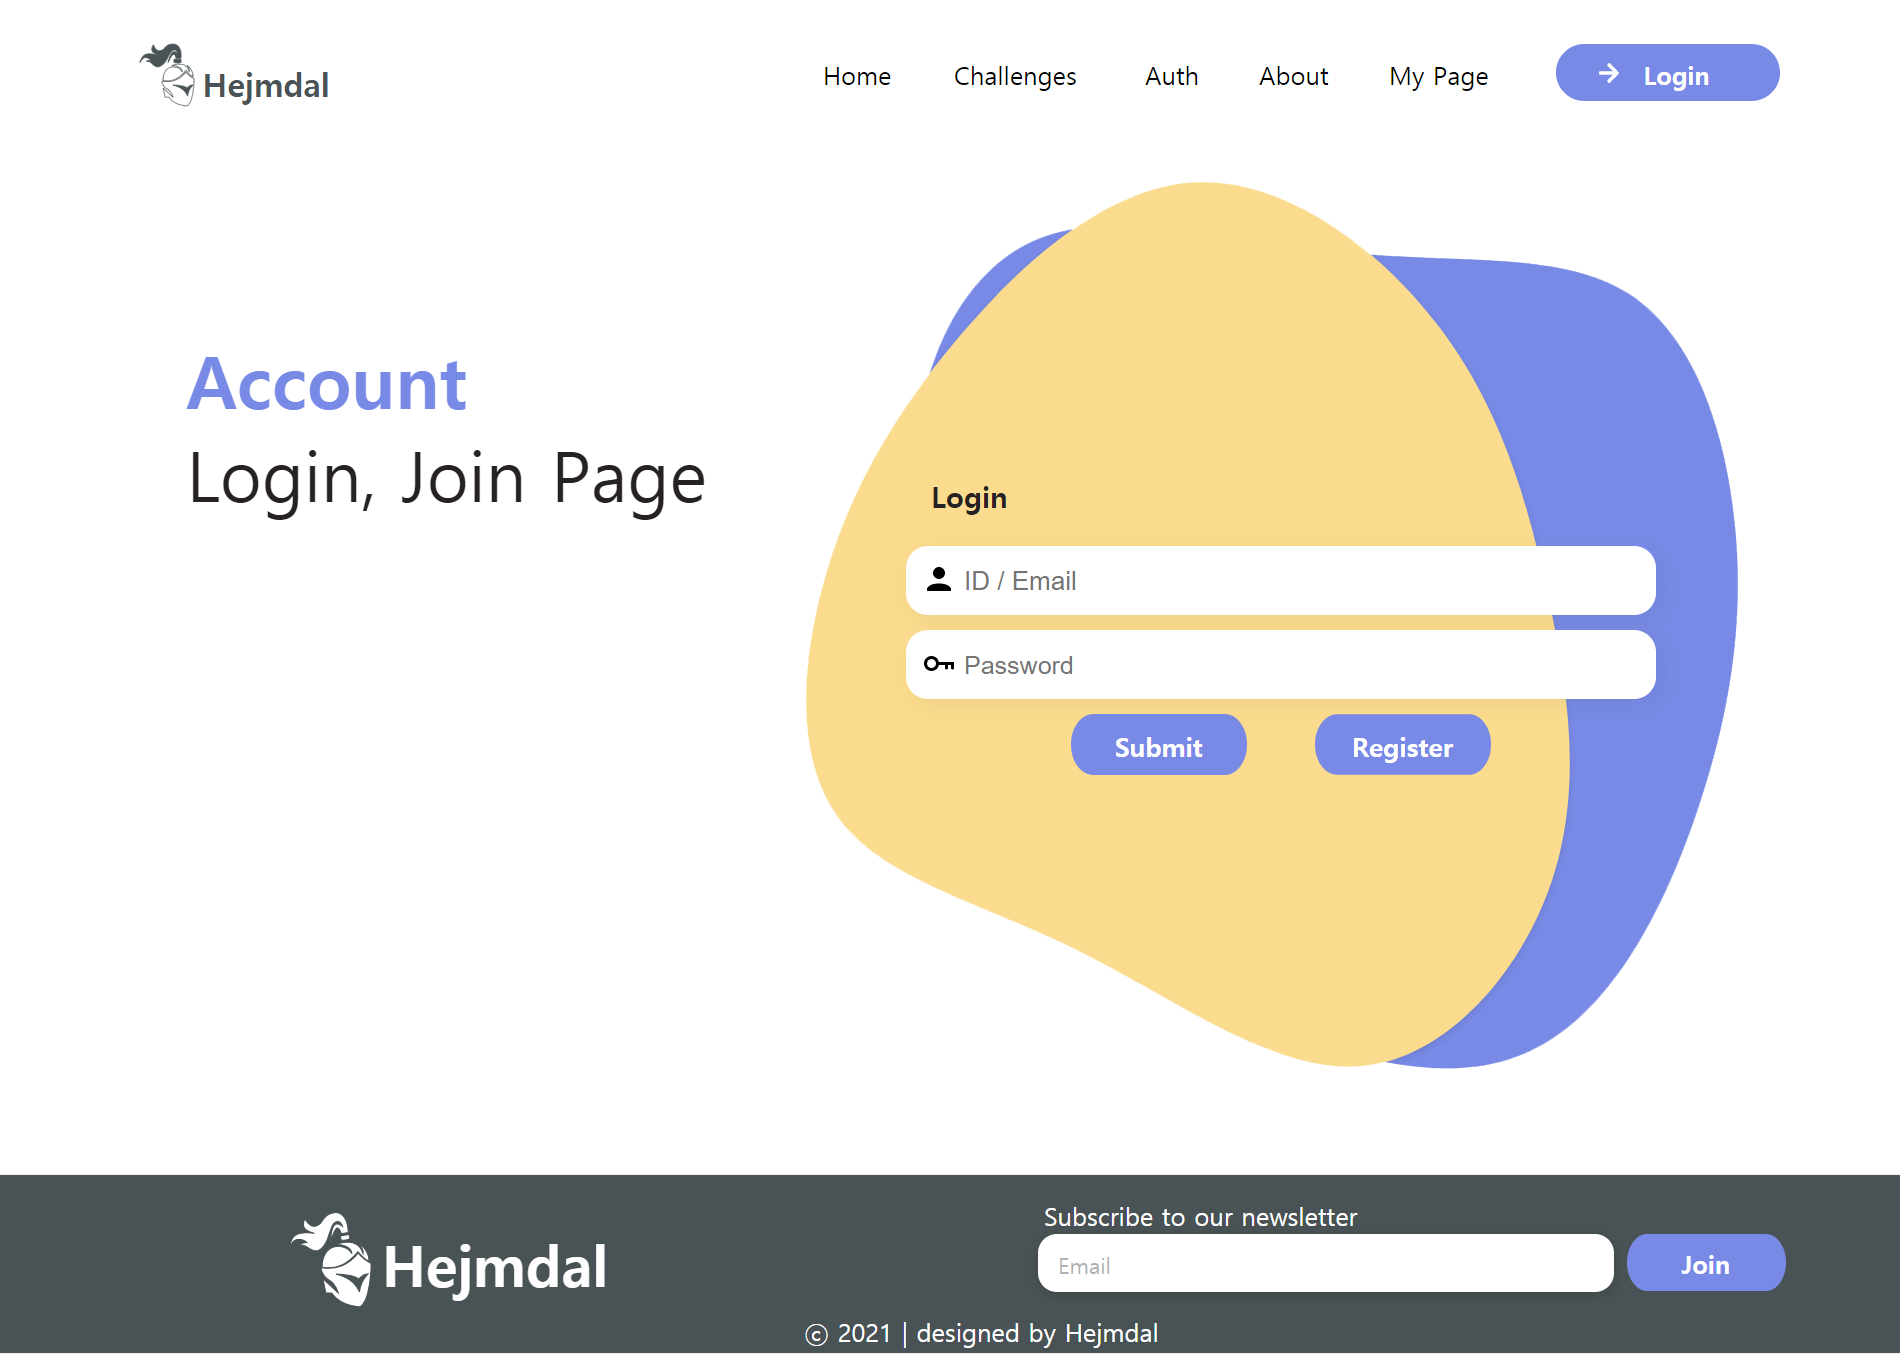 Hejmdal
Home Challenges Auth About My Page Login
Account
Login, Join Page
Login
ID / Email
Password
Submit Register
Subscribe to our newsletter
Hejmdal
Email
Join
ⓒ 2021 | designed by Hejmdal